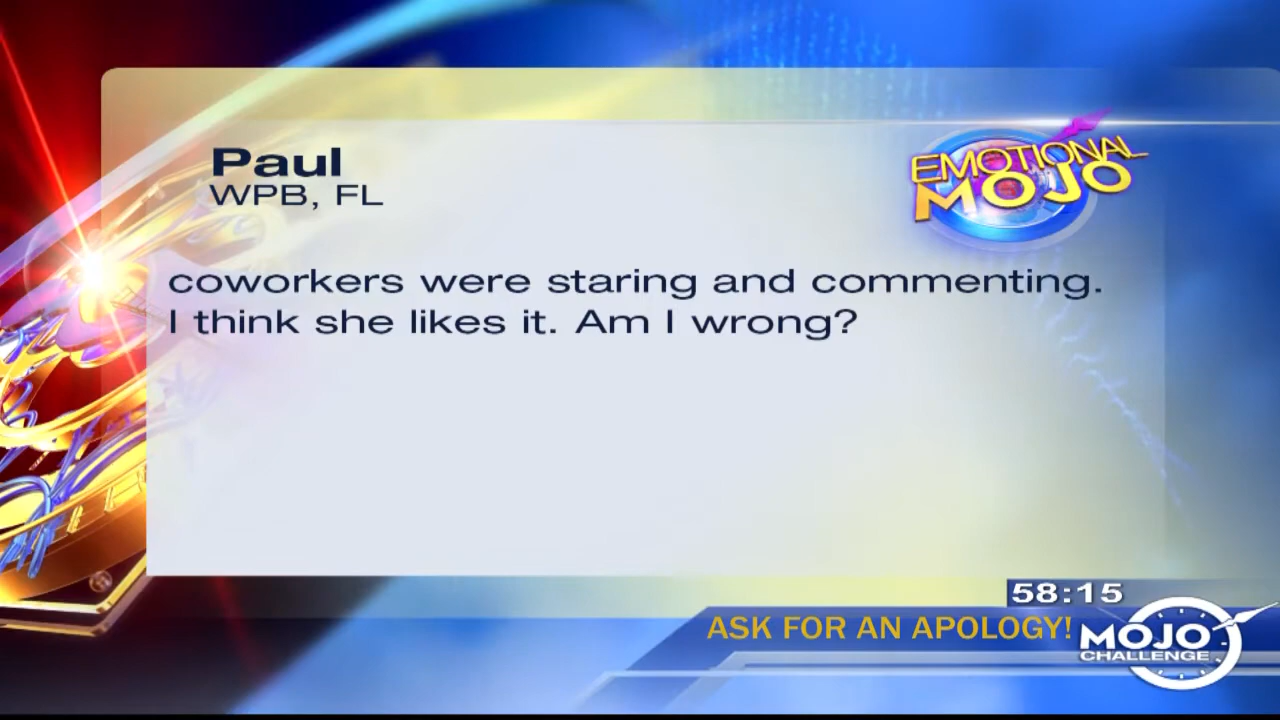 Paul
WPB, FL
EMOTIONAL
MOJO
coworkers were staring and commenting.
I think she likes it. Am I wrong?
58:15
ASK FOR AN APOLOGY!
MOJO
CHALLENGE